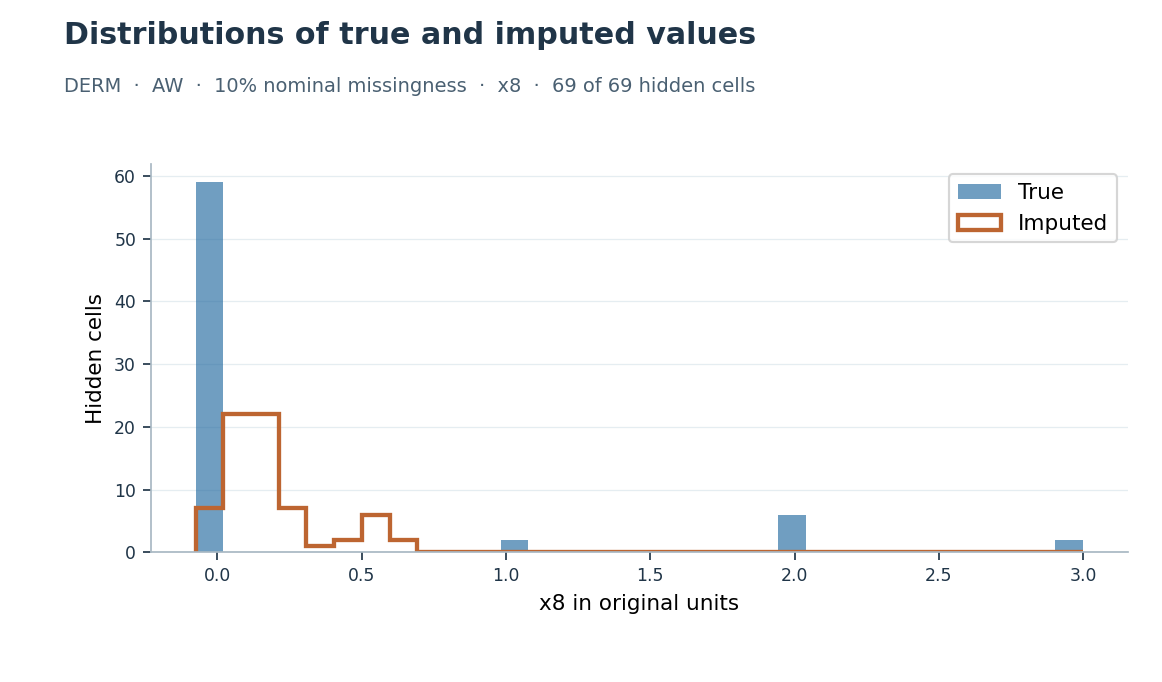 Distributions of true and imputed values
DERM · AW · 10% nominal missingness · x8 · 69 of 69 hidden cells
True
Imputed
Hidden cells
60
50
40
30
20
10
0
0.0 0.5 1.0 1.5 2.0 2.5 3.0
x8 in original units